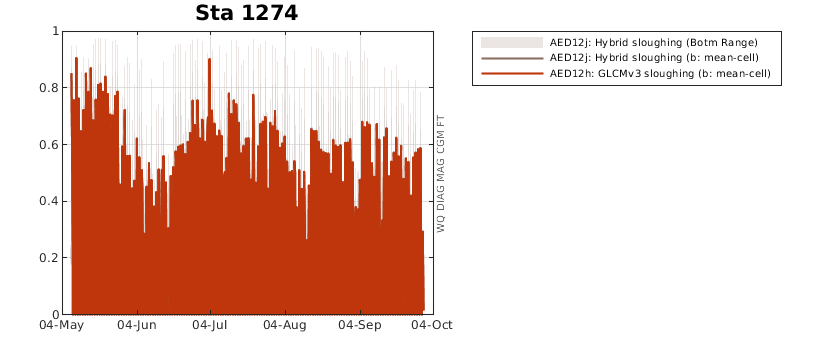 Sta 1274
1
0.8
0.6
0.4
0.2
0
04-May
04-Jun
04-Jul
04-Aug
04-Sep
04-Oct
WQ DIAG MAG CGM FT
AED12j: Hybrid sloughing (Botm Range)
AED12j: Hybrid sloughing (b: mean-cell)
AED12h: GLCMv3 sloughing (b: mean-cell)